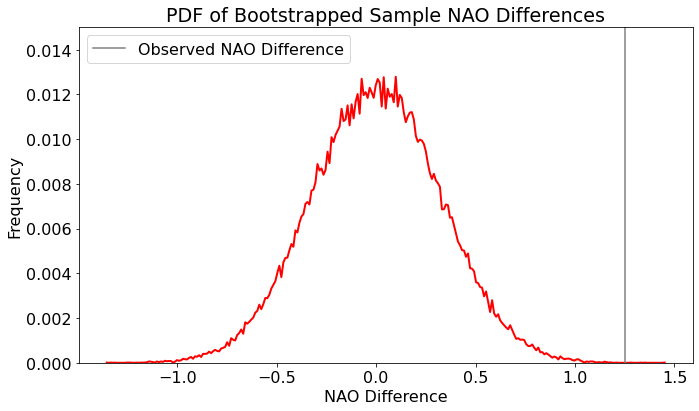 PDF of Bootstrapped Sample NAO Differences
Observed NAO Difference
0.014
0.012
0.010
0.008
0.006
0.004
0.002
0.000
Frequency
−1.0 −0.5 0.0 0.5 1.0 1.5
NAO Difference